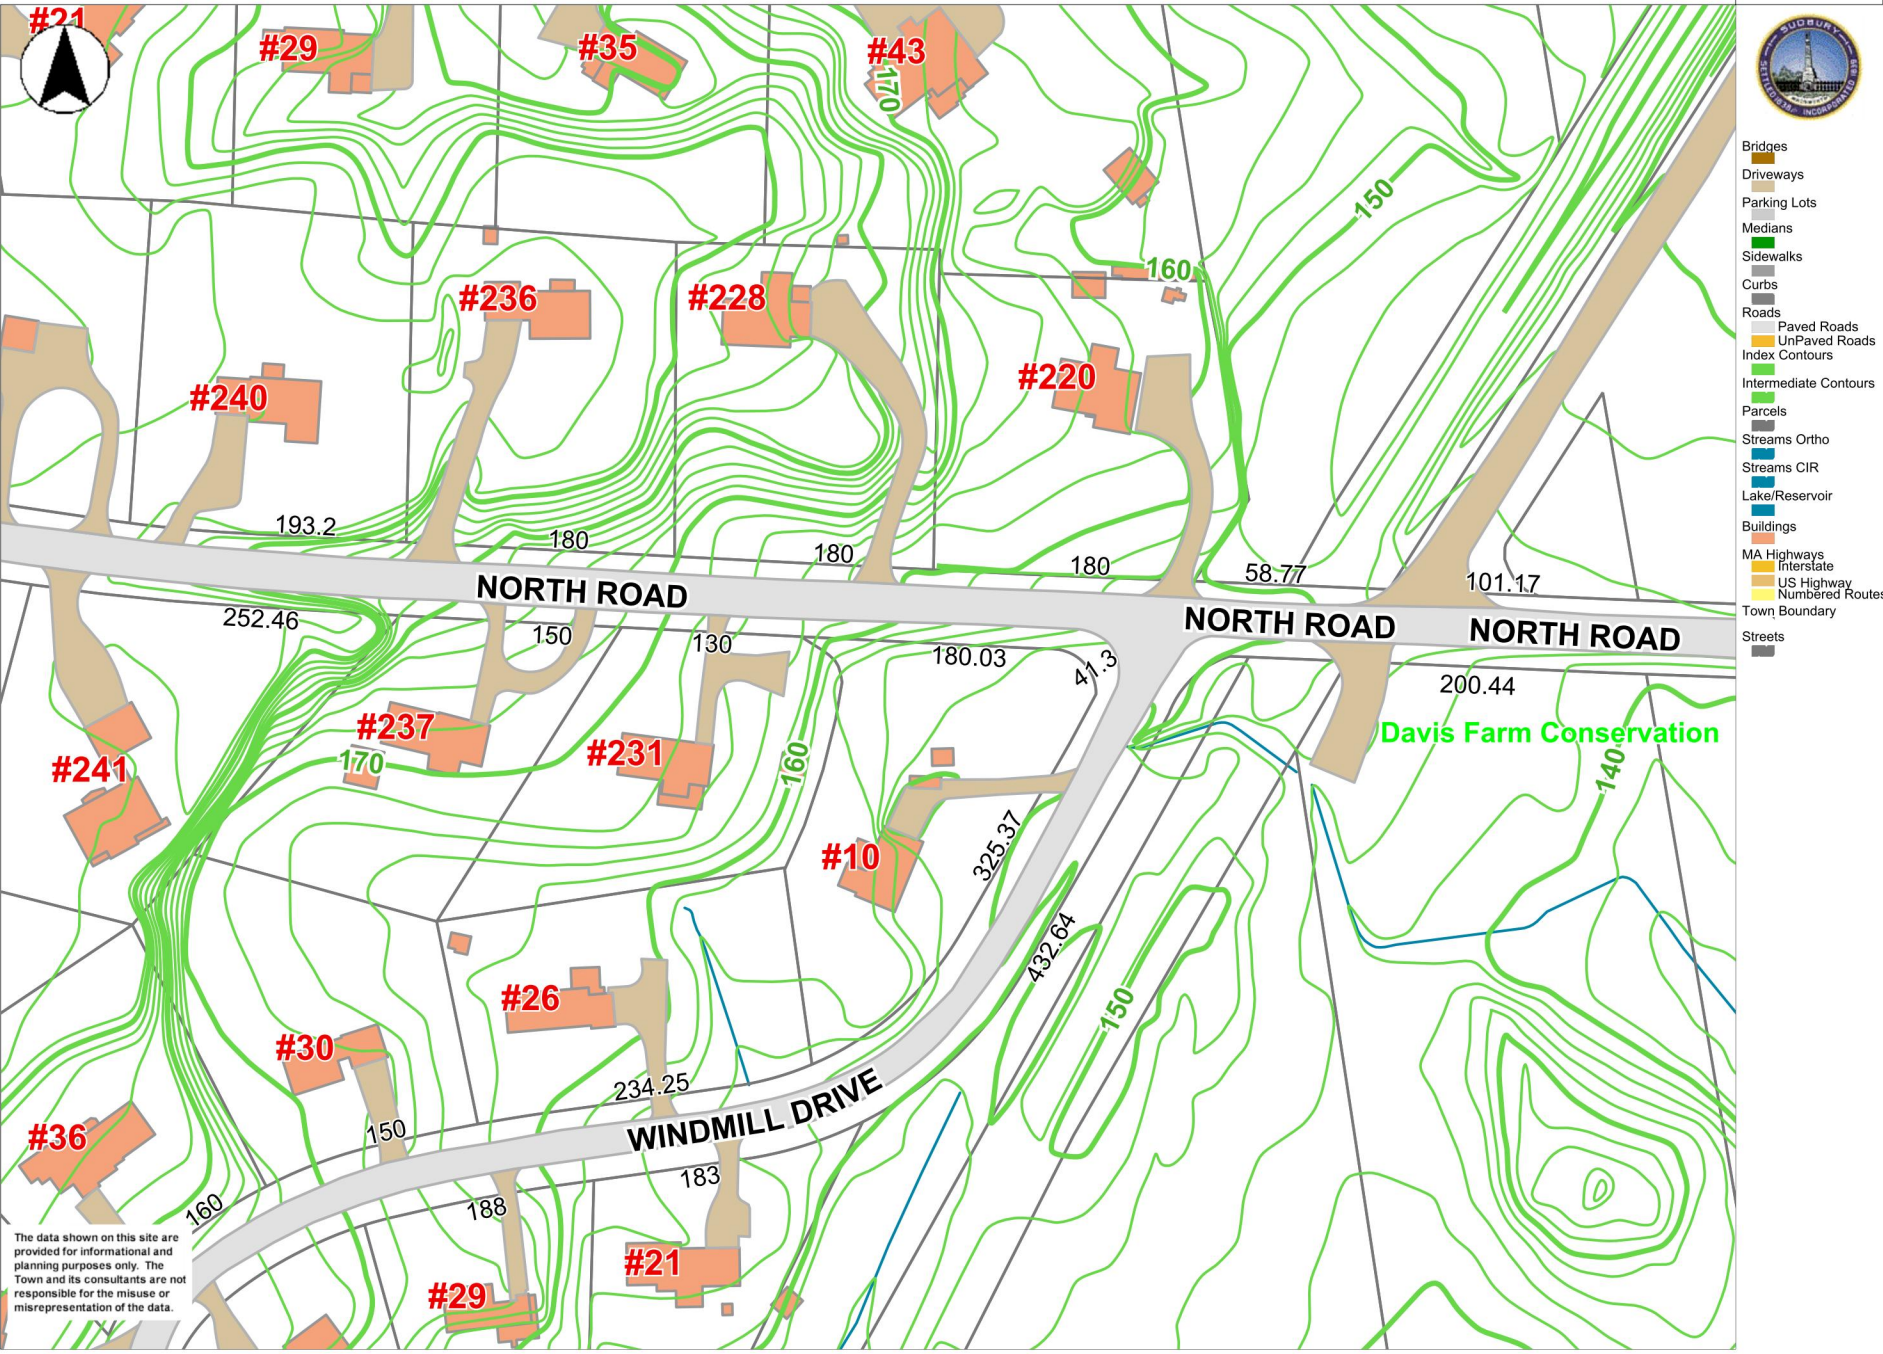 #21
#29
#35
#43
170
150
160
#236
#228
#220
#240
193.2
180
180
180
58.77
101.17
NORTH ROAD
NORTH ROAD
NORTH ROAD
252.46
150
130
180.03
41.3
200.44
Davis Farm Conservation
#237
170
#231
160
140
#241
#10
325.37
432.64
150
#26
#30
234.25
WINDMILL DRIVE
150
#36
183
188
160
#21
#29
The data shown on this site are
provided for informational and
planning purposes only. The
Town and its consultants are not
responsible for the misuse or
misrepresentation of the data.
SUDBURY
SETTLED 1638
INCORPORATED 1639
Bridges
Driveways
Parking Lots
Medians
Sidewalks
Curbs
Roads
Paved Roads
UnPaved Roads
Index Contours
Intermediate Contours
Parcels
Streams Ortho
Streams CIR
Lake/Reservoir
Buildings
MA Highways
Interstate
US Highway
Numbered Routes
Town Boundary
Streets